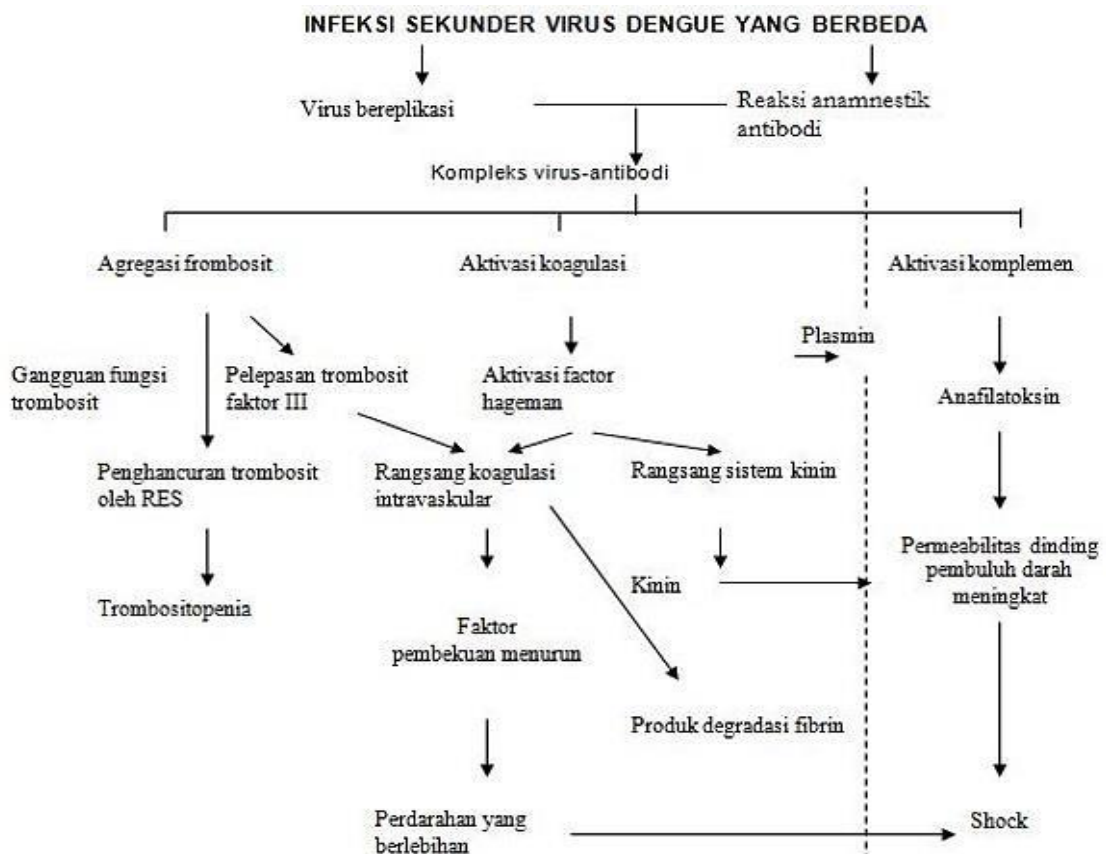 INFEKSI SEKUNDER VIRUS DENGUE YANG BERBEDA
Virus bereplikasi
Reaksi anamnestik
antibodi
Kompleks virus-antibodi
Agregasi frombosit
Aktivasi koagulasi
Aktivasi komplemen
Plasmin
Gangguan fungsi
trombosit
Pelepasan trombosit
faktor III
Aktivasi factor
hageman
Anafilatoksin
Penghancuran trombosit
oleh RES
Rangsang koagulasi
intravaskular
Rangsang sistem kinin
Permeabilitas dinding
pembuluh darah
meningkat
Trombositopenia
Kinin
Faktor
pembekuan menurun
Produk degradasi fibrin
Perdarahan yang
berlebihan
Shock